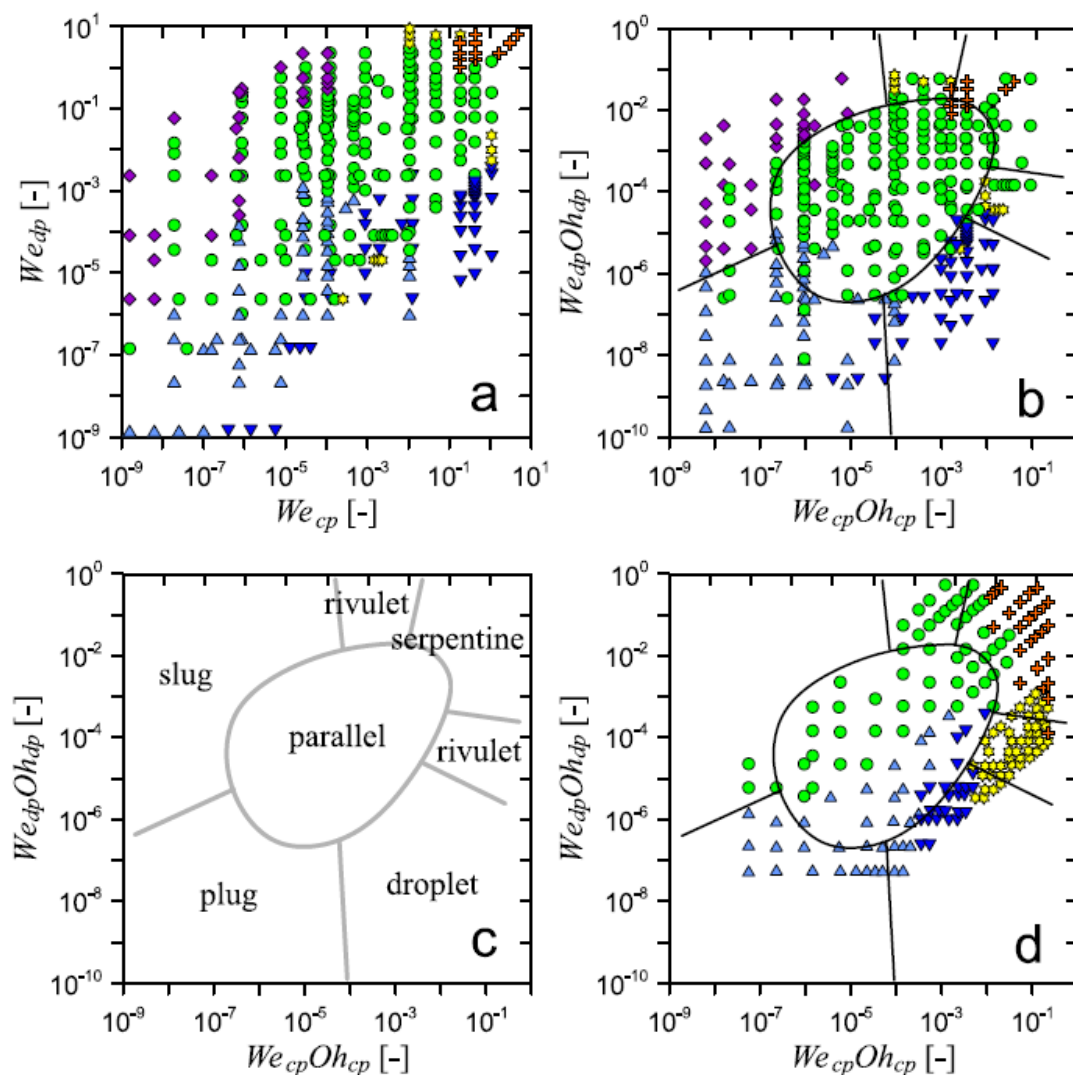 10^1
10^-1
10^-3
10^-5
10^-7
10^-9
We_dp [-]
a
10^-9 10^-7 10^-5 10^-3 10^-1 10^1
We_cp [-]
10^0
10^-2
10^-4
10^-6
10^-8
10^-10
We_dpOh_dp [-]
b
10^-9 10^-7 10^-5 10^-3 10^-1
We_cpOh_cp [-]
10^0
10^-2
10^-4
10^-6
10^-8
10^-10
We_dpOh_dp [-]
rivulet
serpentine
slug
parallel
rivulet
plug
droplet
c
10^-9 10^-7 10^-5 10^-3 10^-1
We_cpOh_cp [-]
10^0
10^-2
10^-4
10^-6
10^-8
10^-10
We_dpOh_dp [-]
d
10^-9 10^-7 10^-5 10^-3 10^-1
We_cpOh_cp [-]